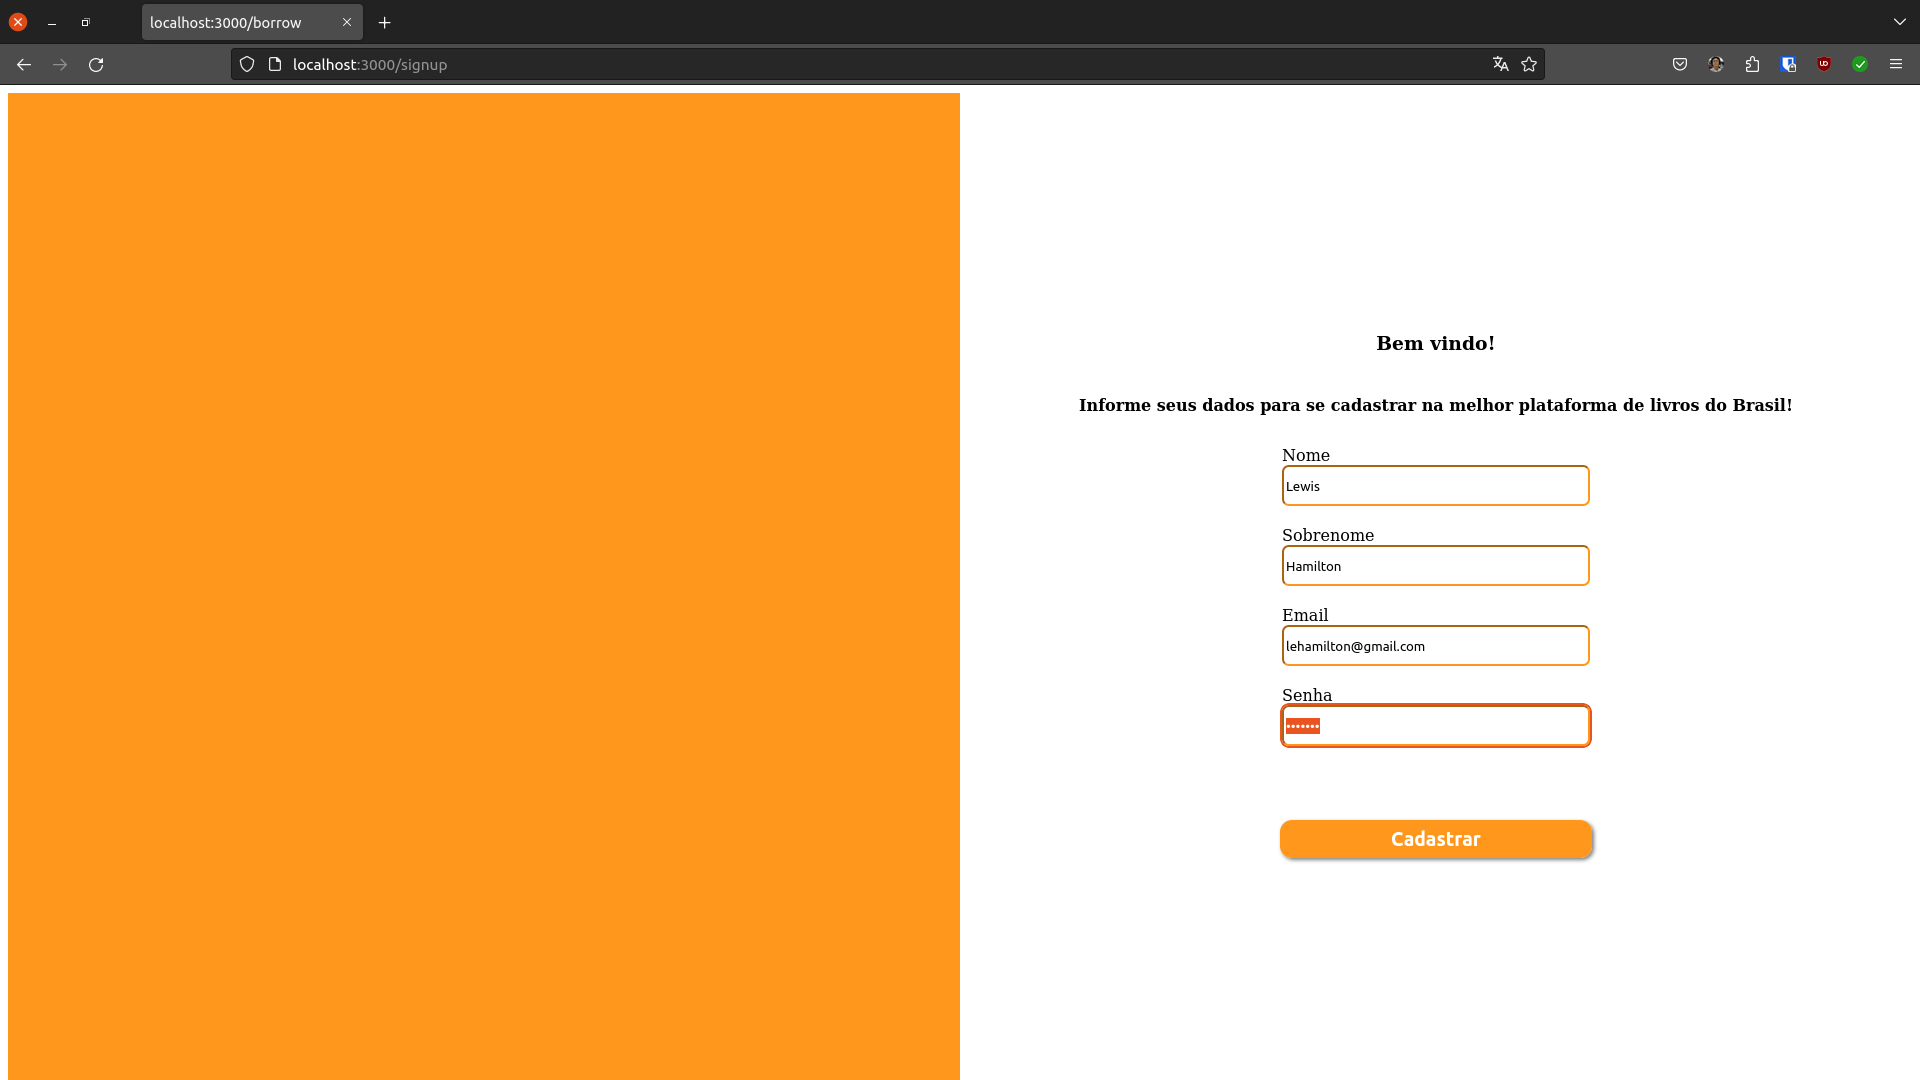 localhost:3000/borrow
localhost:3000/signup
Bem vindo!
Informe seus dados para se cadastrar na melhor plataforma de livros do Brasil!
Nome
Lewis
Sobrenome
Hamilton
Email
lehamilton@gmail.com
Senha
•••••••
Cadastrar